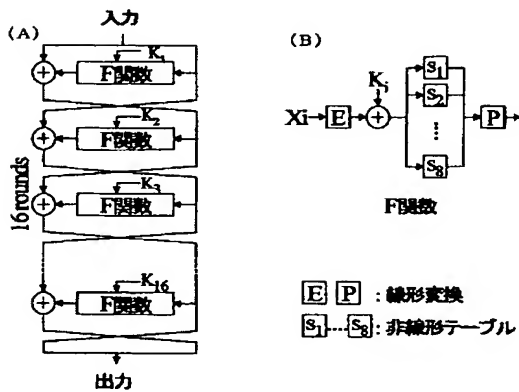 (A)
入力
K1
F関数
K2
F関数
K3
F関数
16rounds
K16
F関数
出力
(B)
Xi
E
Kj
S1
S2
S8
P
F関数
E P : 線形変換
S1 S8 : 非線形テーブル